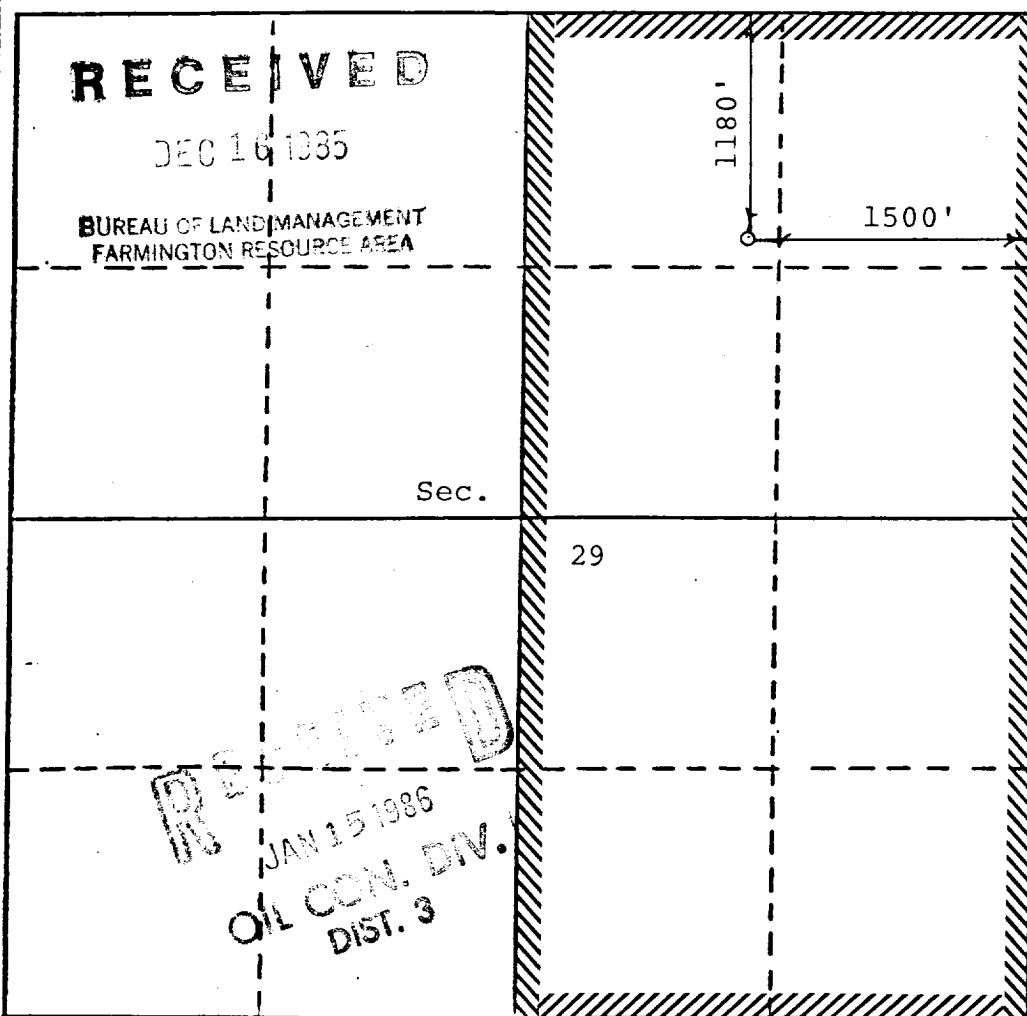 RECEIVED
DEC 16 1985
BUREAU OF LAND MANAGEMENT
FARMINGTON RESOURCE AREA
1180'
1500'
Sec.
29
RECEIVED
JAN 15 1986
OIL CON. DIV.
DIST. 3